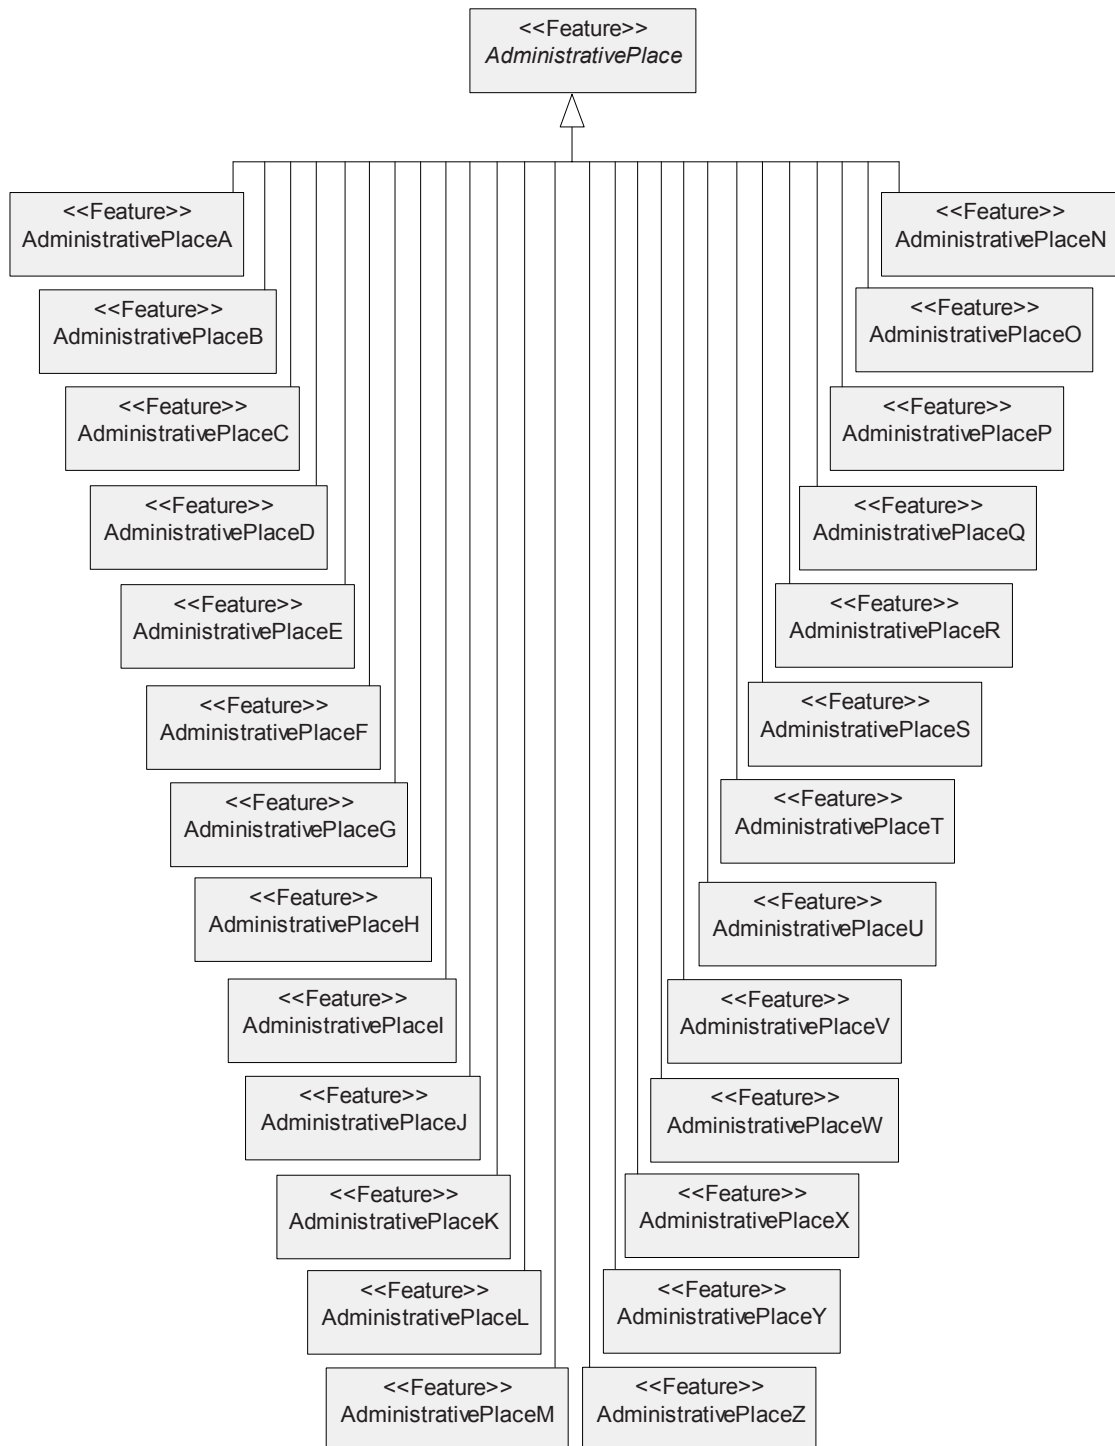 <<Feature>>
AdministrativePlace
<<Feature>>
AdministrativePlaceA
<<Feature>>
AdministrativePlaceN
<<Feature>>
AdministrativePlaceB
<<Feature>>
AdministrativePlaceO
<<Feature>>
AdministrativePlaceC
<<Feature>>
AdministrativePlaceP
<<Feature>>
AdministrativePlaceD
<<Feature>>
AdministrativePlaceQ
<<Feature>>
AdministrativePlaceE
<<Feature>>
AdministrativePlaceR
<<Feature>>
AdministrativePlaceF
<<Feature>>
AdministrativePlaceS
<<Feature>>
AdministrativePlaceG
<<Feature>>
AdministrativePlaceT
<<Feature>>
AdministrativePlaceH
<<Feature>>
AdministrativePlaceU
<<Feature>>
AdministrativePlaceI
<<Feature>>
AdministrativePlaceV
<<Feature>>
AdministrativePlaceJ
<<Feature>>
AdministrativePlaceW
<<Feature>>
AdministrativePlaceK
<<Feature>>
AdministrativePlaceX
<<Feature>>
AdministrativePlaceL
<<Feature>>
AdministrativePlaceY
<<Feature>>
AdministrativePlaceM
<<Feature>>
AdministrativePlaceZ